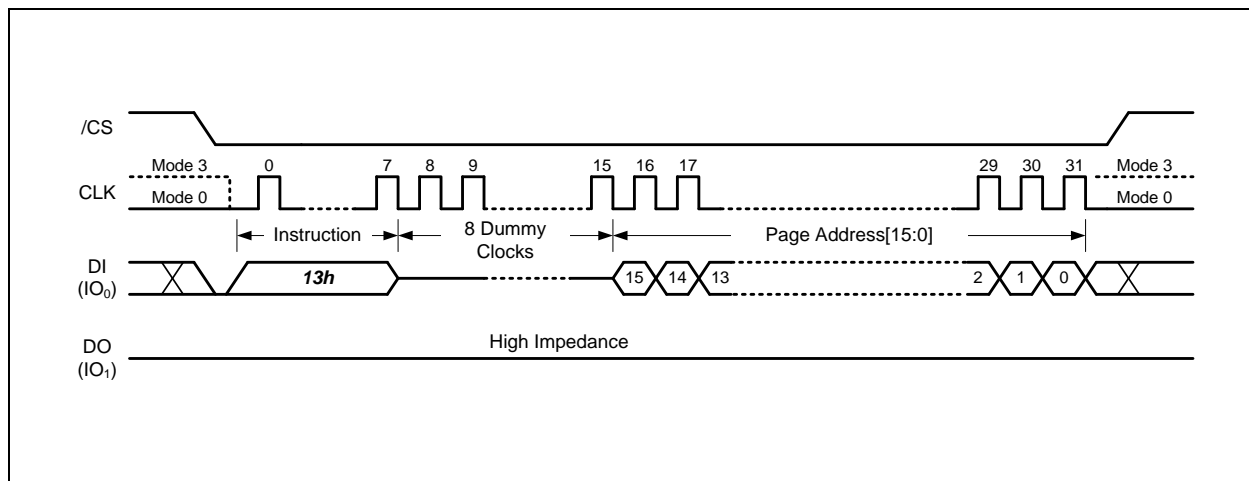 /CS
Mode 3 0 7 8 9 15 16 17 29 30 31 Mode 3
CLK
Mode 0 Mode 0
Instruction 8 Dummy Clocks Page Address[15:0]
DI (IO₀) 13h 15 14 13 2 1 0
DO (IO₁) High Impedance